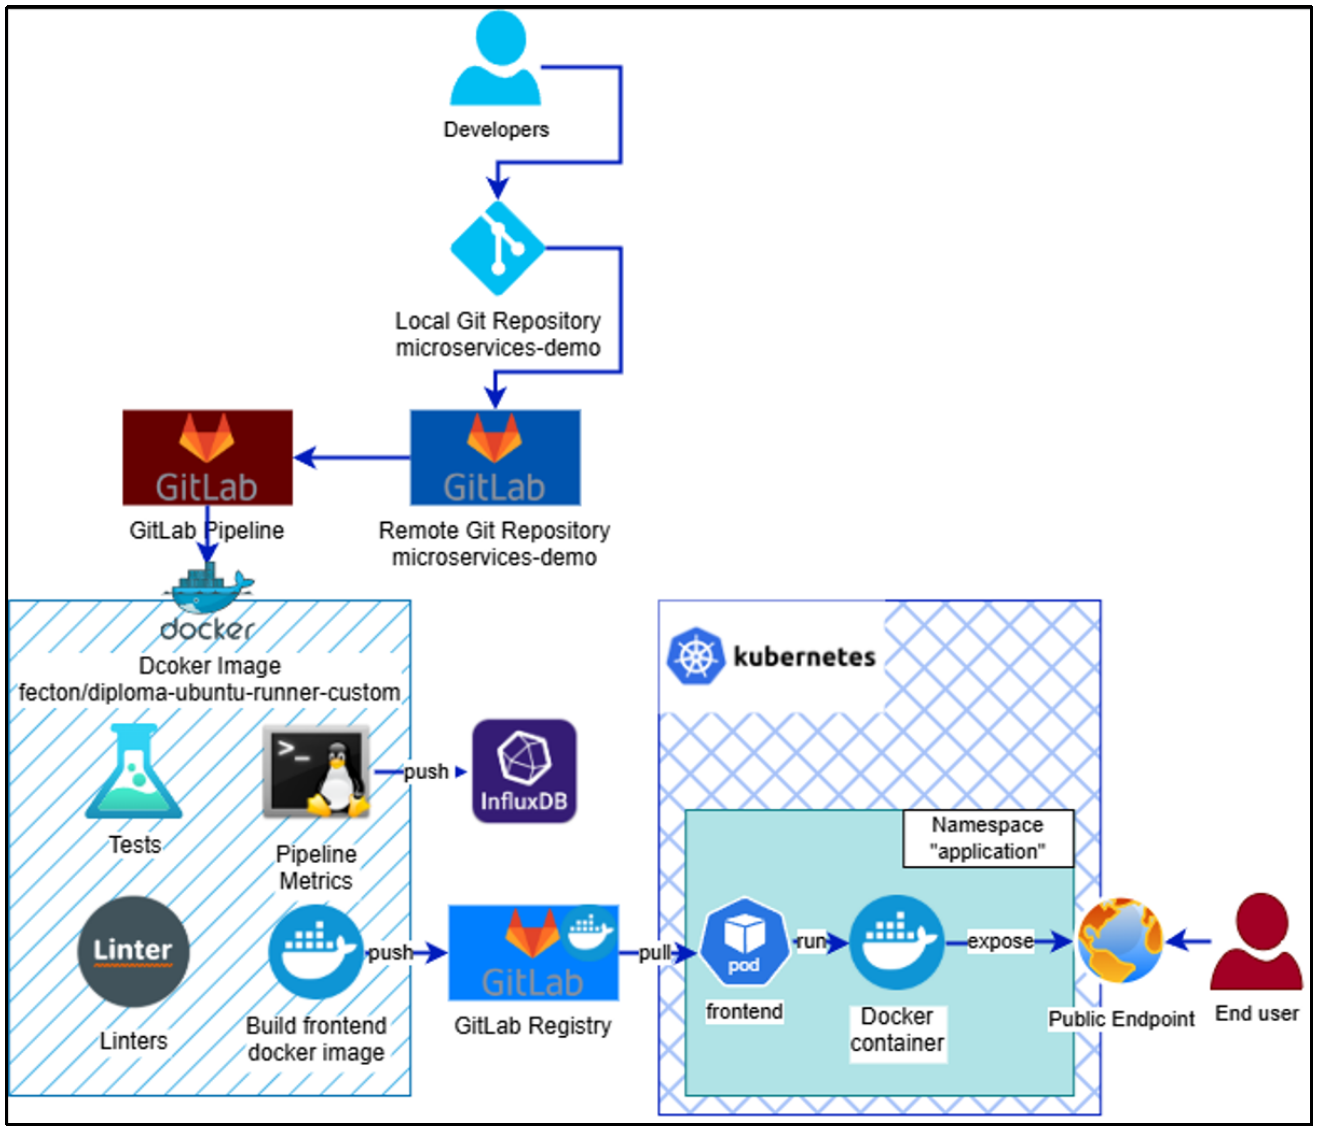 Developers
Local Git Repository
microservices-demo
GitLab
GitLab
GitLab Pipeline
Remote Git Repository
microservices-demo
docker
Dcoker Image
fecton/diploma-ubuntu-runner-custom
kubernetes
>_
push
InfluxDB
Tests
Pipeline
Metrics
Namespace
"application"
Linter
push
GitLab
pull
pod
run
expose
Linters
Build frontend
docker image
GitLab Registry
frontend
Docker
container
Public Endpoint
End user